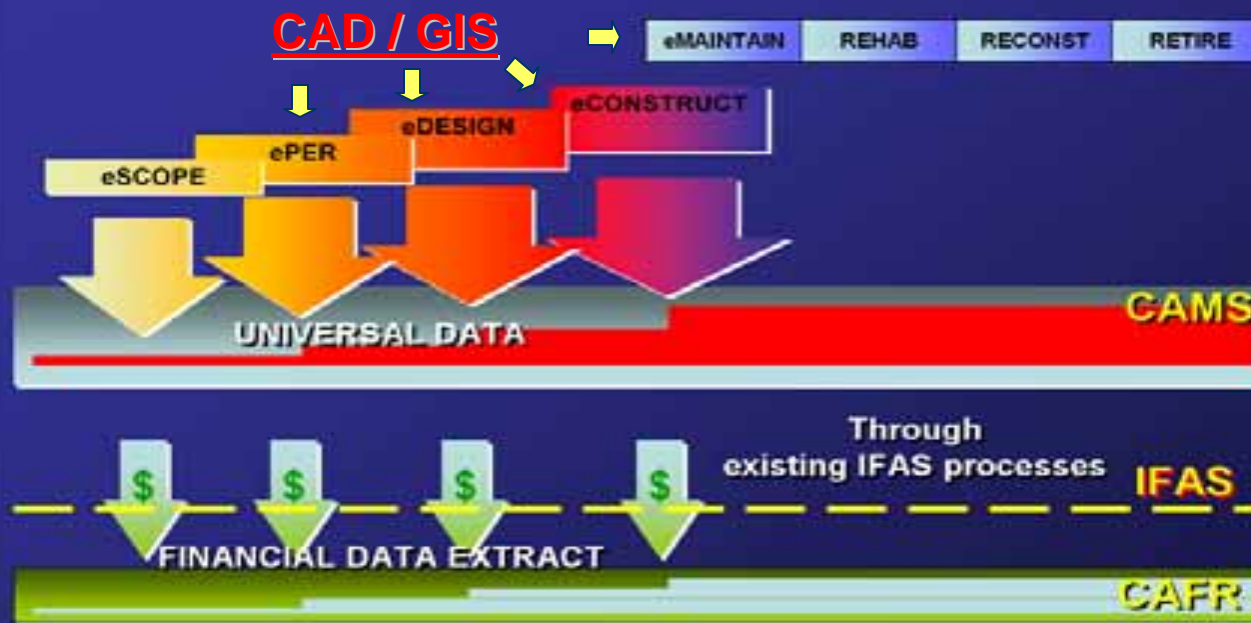 CAD / GIS
eMAINTAIN REHAB RECONST RETIRE
eCONSTRUCT
eDESIGN
ePER
eSCOPE
CAMS
UNIVERSAL DATA
Through
existing IFAS processes
IFAS
$ $ $ $
FINANCIAL DATA EXTRACT
CAFR